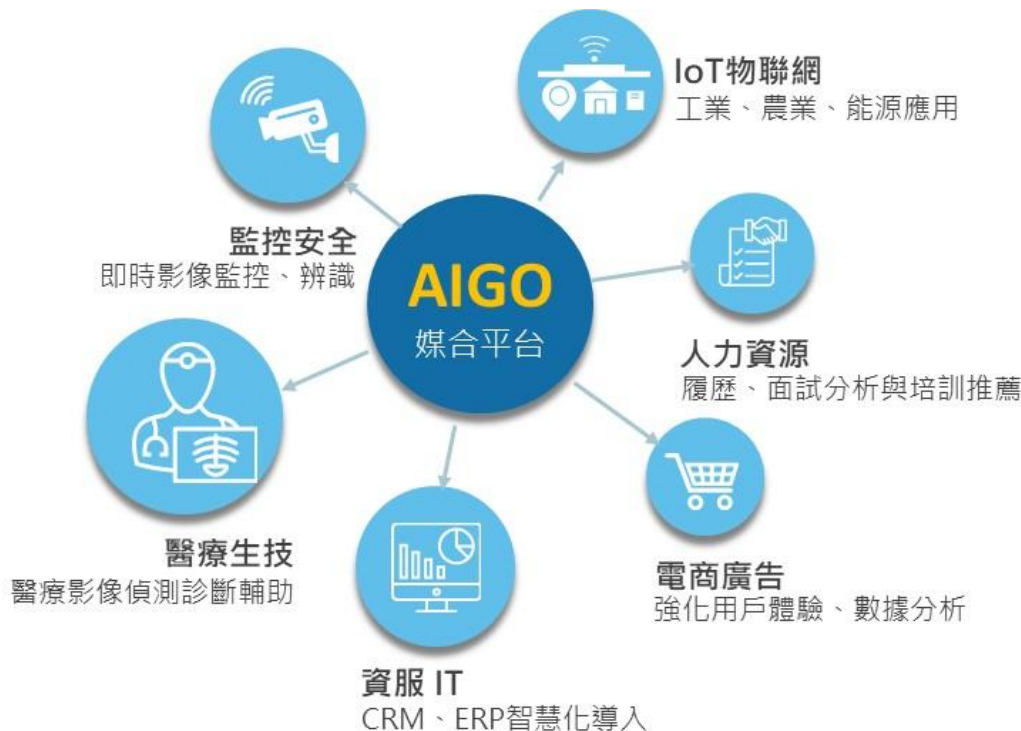 IoT物聯網
工業、農業、能源應用
監控安全
即時影像監控、辨識
AIGO
媒合平台
人力資源
履歷、面試分析與培訓推薦
醫療生技
醫療影像偵測診斷輔助
電商廣告
強化用戶體驗、數據分析
資服 IT
CRM、ERP智慧化導入